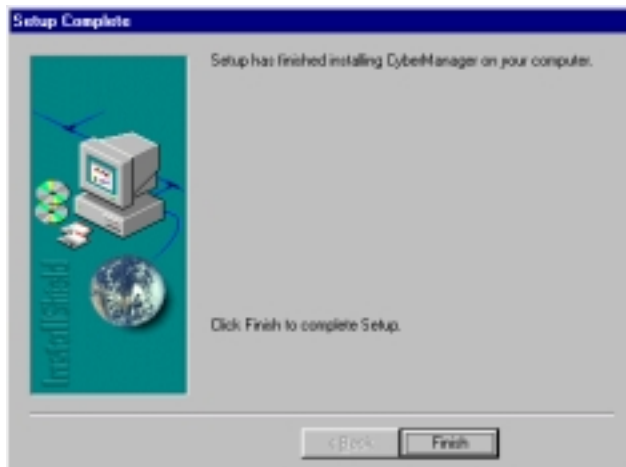 Setup Complete
Setup has finished installing CyberManager on your computer.
InstallShield
Click Finish to complete Setup.
< Back
Finish